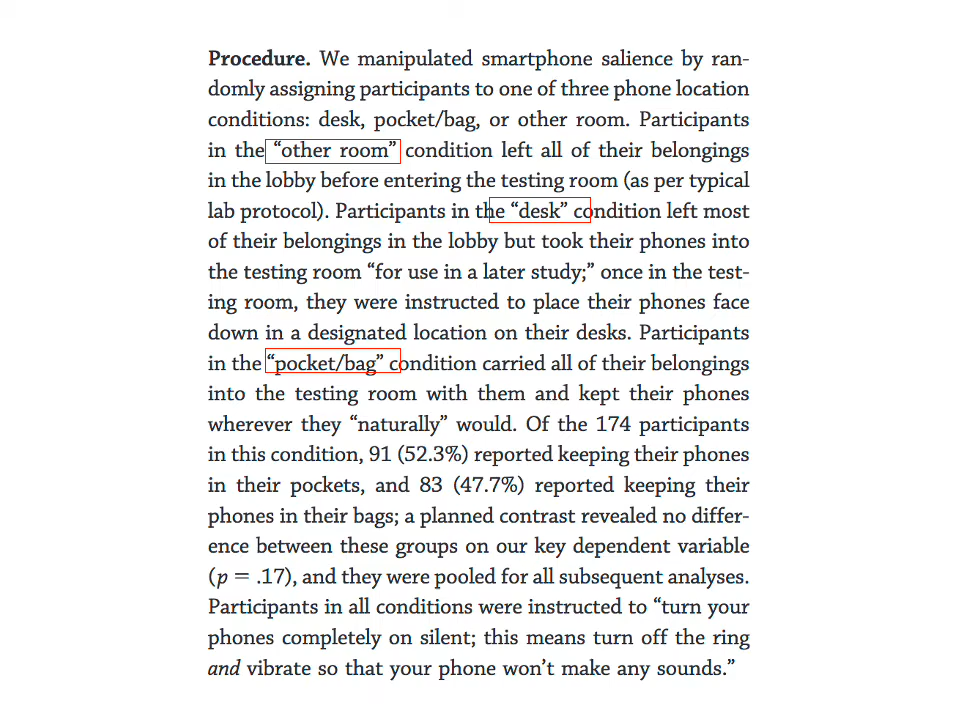 Procedure. We manipulated smartphone salience by ran-
domly assigning participants to one of three phone location
conditions: desk, pocket/bag, or other room. Participants
in the “other room” condition left all of their belongings
in the lobby before entering the testing room (as per typical
lab protocol). Participants in the “desk” condition left most
of their belongings in the lobby but took their phones into
the testing room “for use in a later study;” once in the test-
ing room, they were instructed to place their phones face
down in a designated location on their desks. Participants
in the “pocket/bag” condition carried all of their belongings
into the testing room with them and kept their phones
wherever they “naturally” would. Of the 174 participants
in this condition, 91 (52.3%) reported keeping their phones
in their pockets, and 83 (47.7%) reported keeping their
phones in their bags; a planned contrast revealed no differ-
ence between these groups on our key dependent variable
(p = .17), and they were pooled for all subsequent analyses.
Participants in all conditions were instructed to “turn your
phones completely on silent; this means turn off the ring
and vibrate so that your phone won’t make any sounds.”